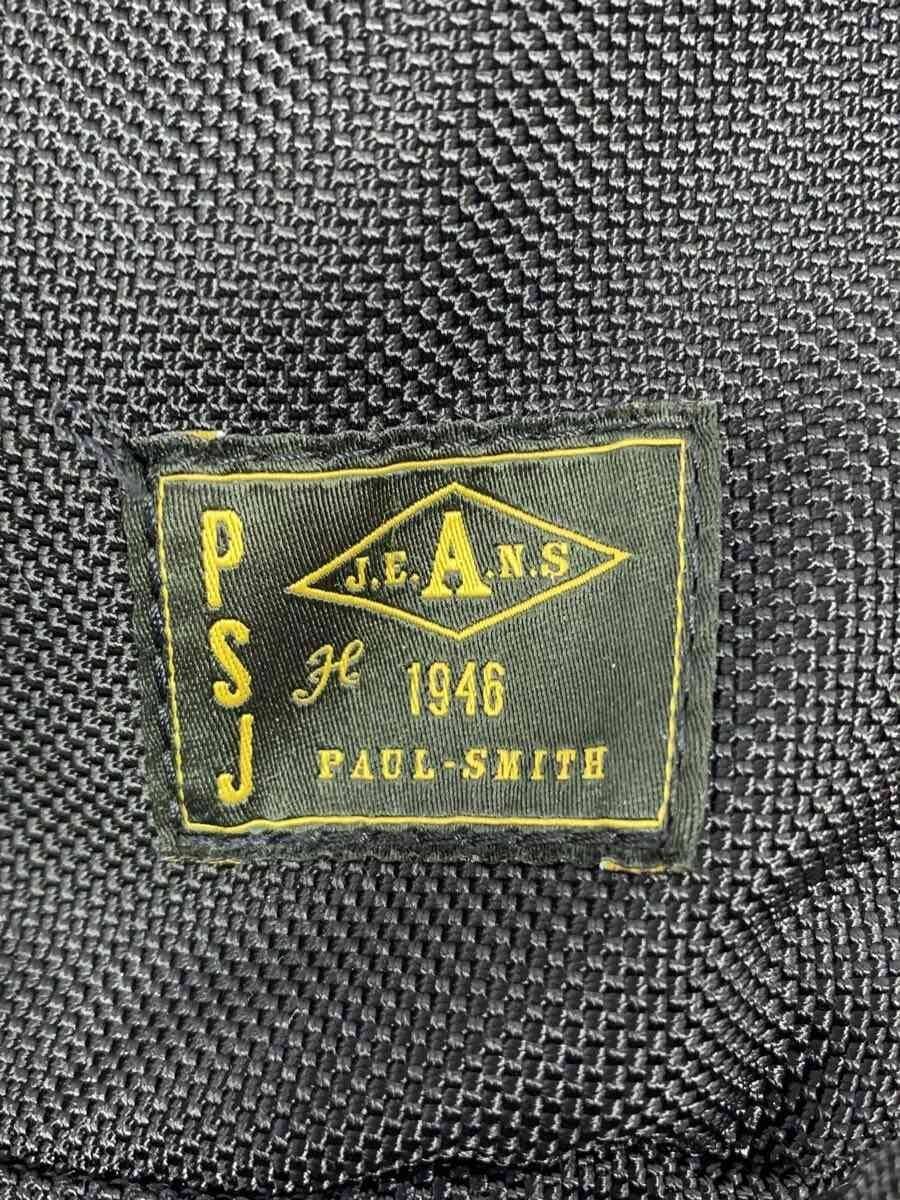 P
S
J
J.E.A.N.S
H 1946
PAUL-SMITH